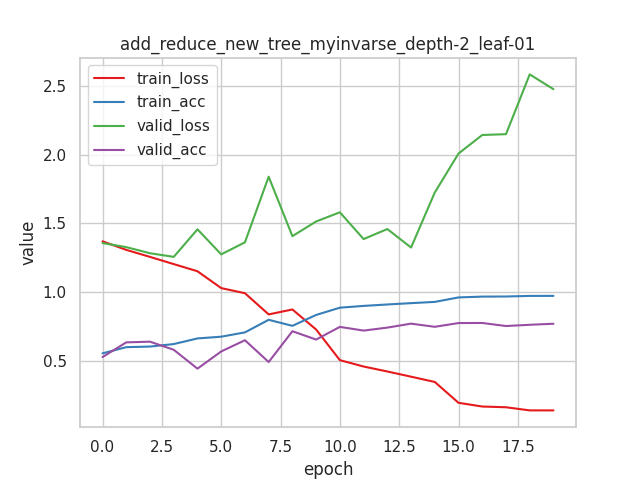 add_reduce_new_tree_myinvarse_depth-2_leaf-01
train_loss
train_acc
valid_loss
valid_acc
2.5
2.0
1.5
1.0
0.5
value
0.0 2.5 5.0 7.5 10.0 12.5 15.0 17.5
epoch